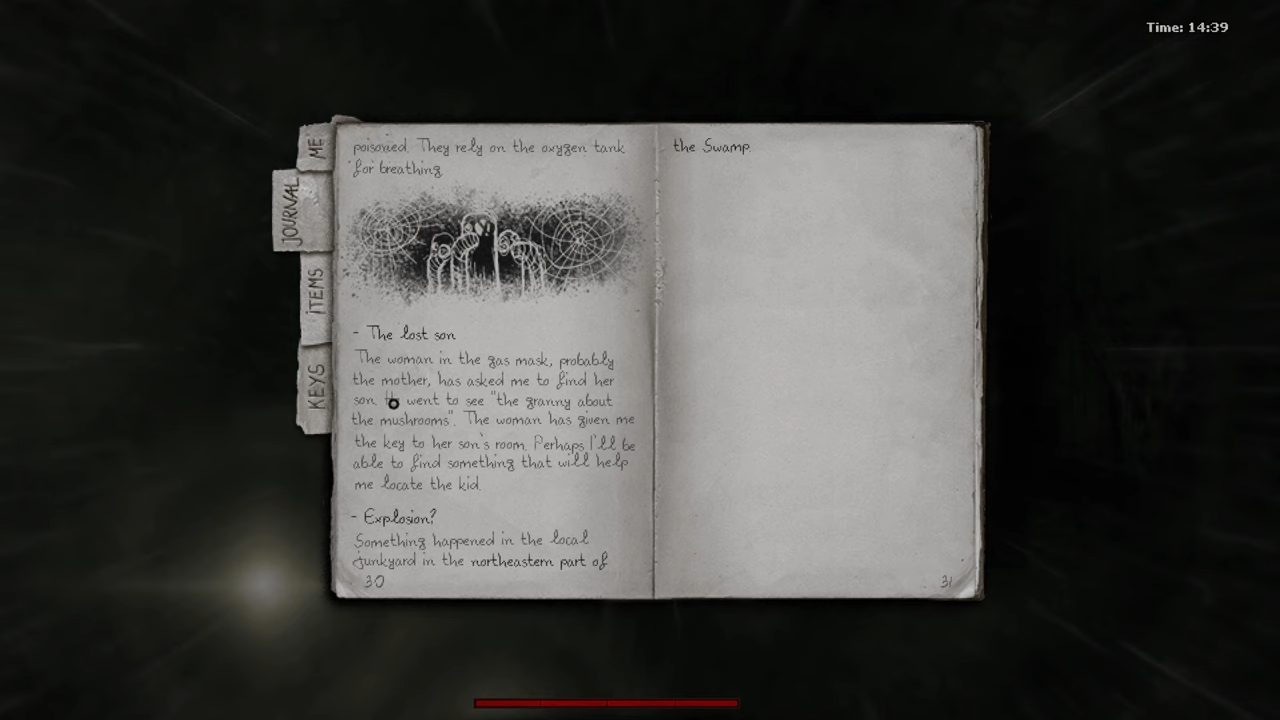 Time: 14:39
ME
JOURNAL
ITEMS
KEYS
poisoned. They rely on the oxygen tank
for breathing.
- The lost son
The woman in the gas mask, probably
the mother, has asked me to find her
son. went to see "the granny about
the mushrooms". The woman has given me
the key to her son's room. Perhaps I'll be
able to find something that will help
me locate the kid.
- Explosion?
Something happened in the local
junkyard in the northeastern part of
30
the Swamp.
31